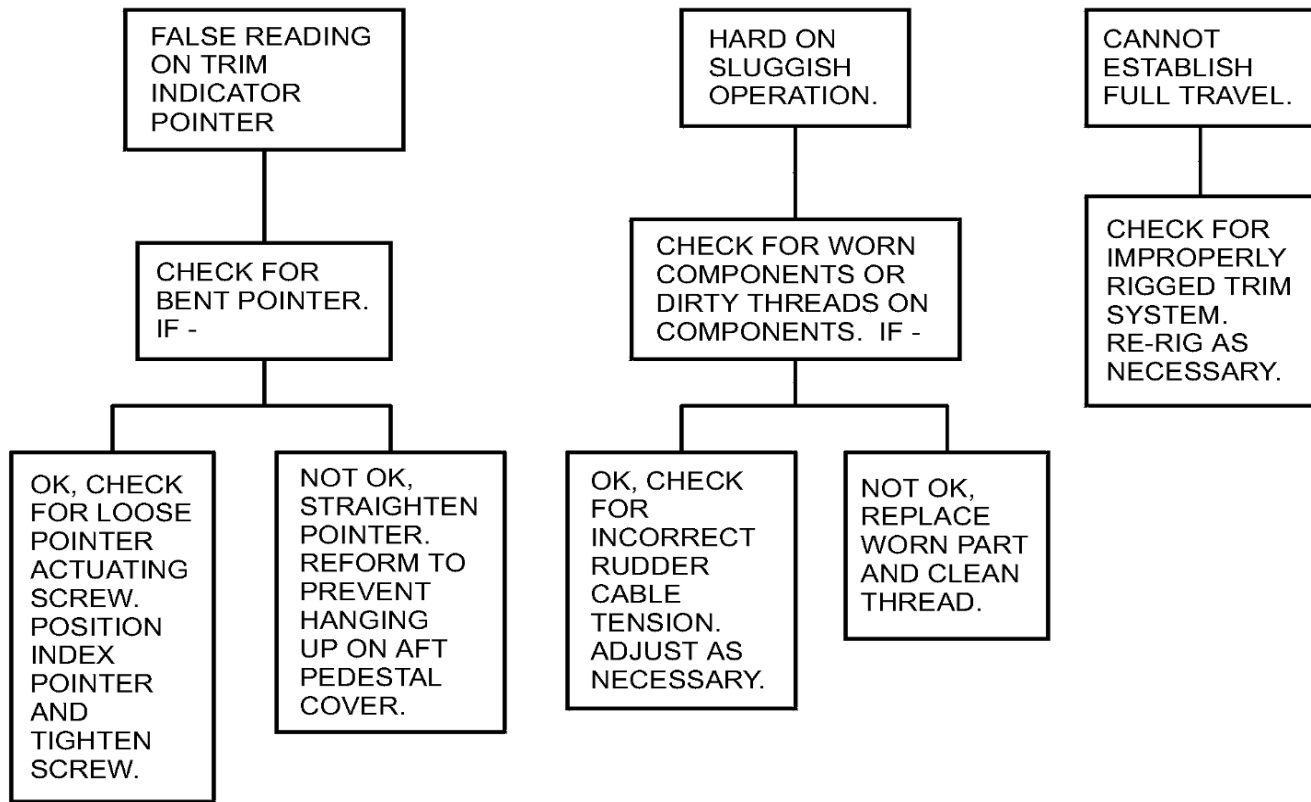 FALSE READING
ON TRIM
INDICATOR
POINTER
CHECK FOR
BENT POINTER.
IF -
OK, CHECK
FOR LOOSE
POINTER
ACTUATING
SCREW.
POSITION
INDEX
POINTER
AND
TIGHTEN
SCREW.
NOT OK,
STRAIGHTEN
POINTER.
REFORM TO
PREVENT
HANGING
UP ON AFT
PEDESTAL
COVER.
HARD ON
SLUGGISH
OPERATION.
CHECK FOR WORN
COMPONENTS OR
DIRTY THREADS ON
COMPONENTS.  IF -
OK, CHECK
FOR
INCORRECT
RUDDER
CABLE
TENSION.
ADJUST AS
NECESSARY.
NOT OK,
REPLACE
WORN PART
AND CLEAN
THREAD.
CANNOT
ESTABLISH
FULL TRAVEL.
CHECK FOR
IMPROPERLY
RIGGED TRIM
SYSTEM.
RE-RIG AS
NECESSARY.